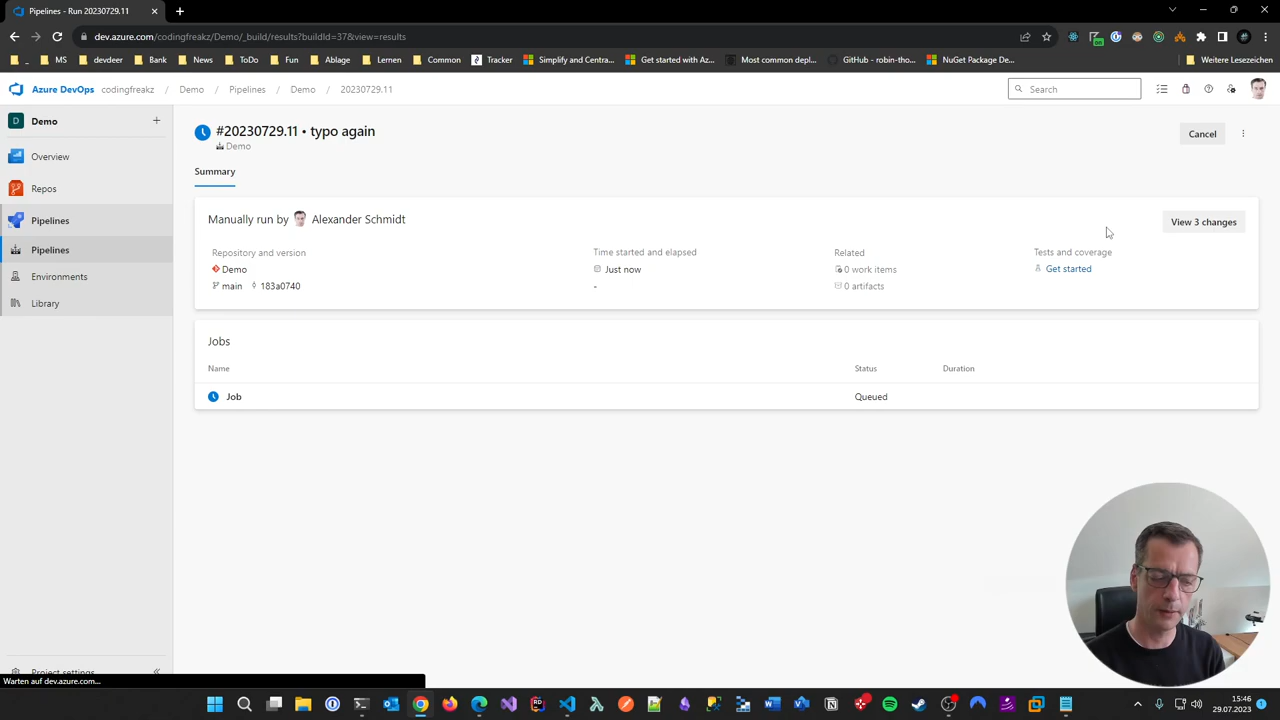 Pipelines - Run 20230729.11
dev.azure.com/codingfreakz/Demo/_build/results?buildId=37&view=results
_ MS devdeer Bank News ToDo Fun Ablage Lernen Common Tracker Simplify and Centra... Get started with Az... Most common deplo... GitHub - robin-tho... NuGet Package De... Weitere Lesezeichen
Azure DevOps codingfreakz / Demo / Pipelines / Demo / 20230729.11 Search
D Demo +
Overview
Repos
Pipelines
Pipelines
Environments
Library
Project settings
#20230729.11 • typo again
Demo
Cancel
Summary
Manually run by Alexander Schmidt
View 3 changes
Repository and version Time started and elapsed Related Tests and coverage
Demo Just now 0 work items Get started
main 183a0740 - 0 artifacts
Jobs
Name Status Duration
Job Queued
Warten auf dev.azure.com...
15:46
29.07.2023